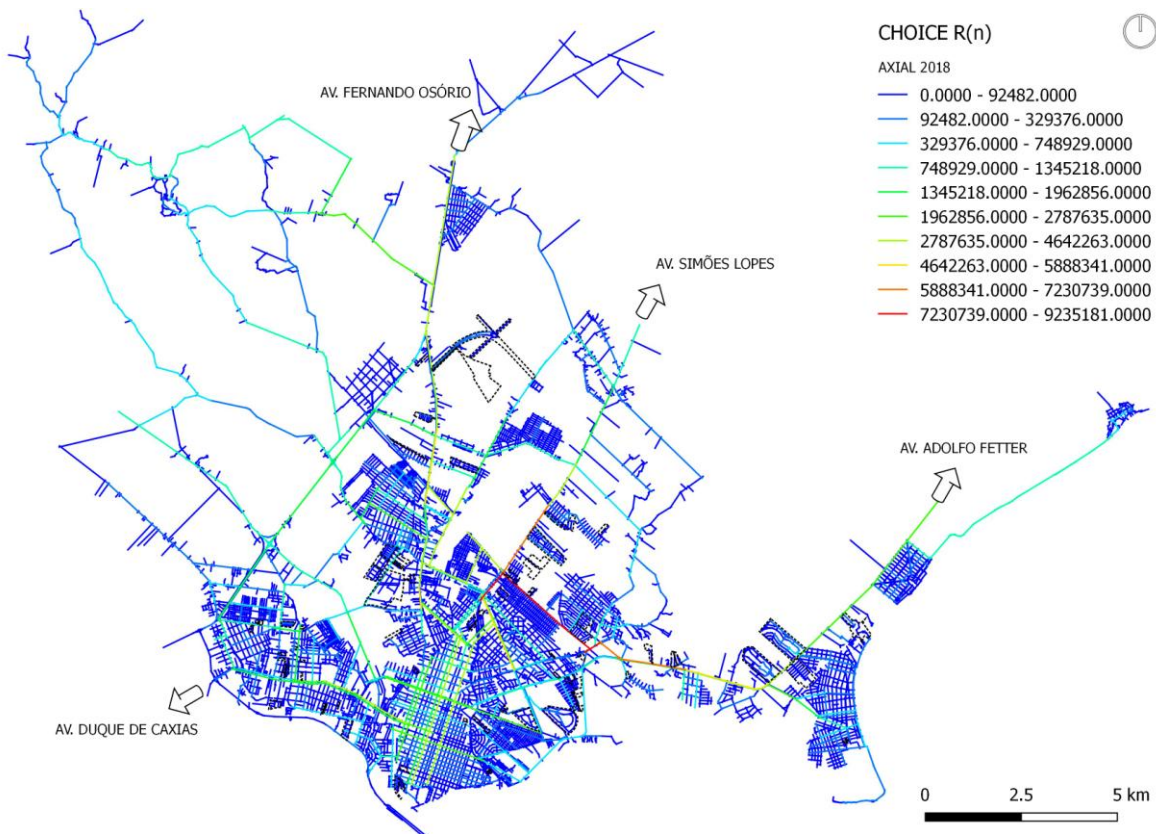 CHOICE R(n)
AXIAL 2018
0.0000 - 92482.0000
92482.0000 - 329376.0000
329376.0000 - 748929.0000
748929.0000 - 1345218.0000
1345218.0000 - 1962856.0000
1962856.0000 - 2787635.0000
2787635.0000 - 4642263.0000
4642263.0000 - 5888341.0000
5888341.0000 - 7230739.0000
7230739.0000 - 9235181.0000
AV. FERNANDO OSÓRIO
AV. SIMÕES LOPES
AV. ADOLFO FETTER
AV. DUQUE DE CAXIAS
0 2.5 5 km